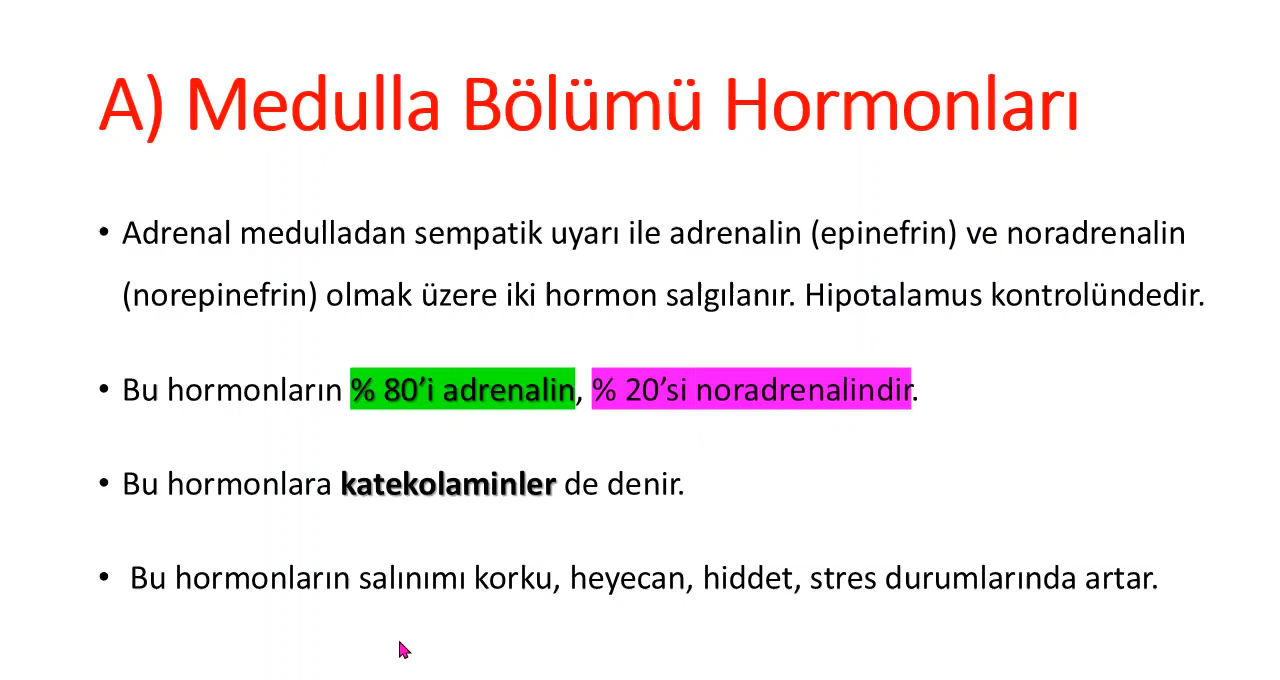 A) Medulla Bölümü Hormonları
• Adrenal medulladan sempatik uyarı ile adrenalin (epinefrin) ve noradrenalin
(norepinefrin) olmak üzere iki hormon salgılanır. Hipotalamus kontrolündedir.
• Bu hormonların % 80’i adrenalin, % 20’si noradrenalindir.
• Bu hormonlara katekolaminler de denir.
• Bu hormonların salınımı korku, heyecan, hiddet, stres durumlarında artar.